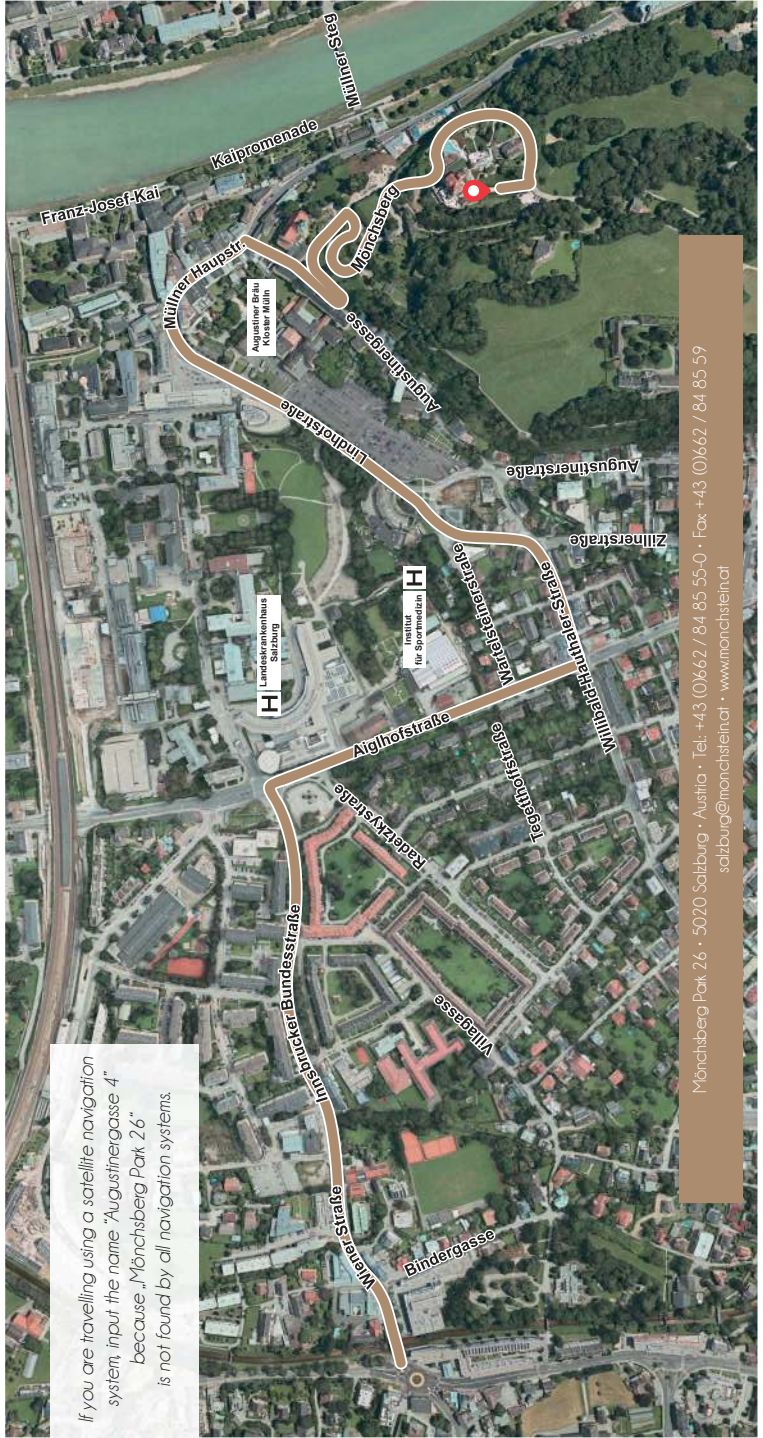 If you are travelling using a satellite navigation
system, input the name "Augustinergasse 4"
because „Mönchsberg Park 26"
is not found by all navigation systems.
Wiener Straße
Bindergasse
Innsbrucker Bundesstraße
Villagasse
Radetzkystraße
Tegetthoffstraße
Aiglhofstraße
H Landeskrankenhaus
Salzburg
Institut
für Sportmedizin H
Wartelsteinerstraße
Willibald-Hauthaler-Straße
Zillnerstraße
Augustinerstraße
Lindhofstraße
Augustinergasse
Augustiner Bräu
Kloster Mülln
Müllner Haupstr.
Mönchsberg
Franz-Josef-Kai
Kaipromenade
Müllner Steg
Mönchsberg Park 26 • 5020 Salzburg • Austria • Tel.: +43 (0)662 / 84 85 55-0 • Fax: +43 (0)662 / 84 85 59
salzburg@monchstein.at • www.monchstein.at